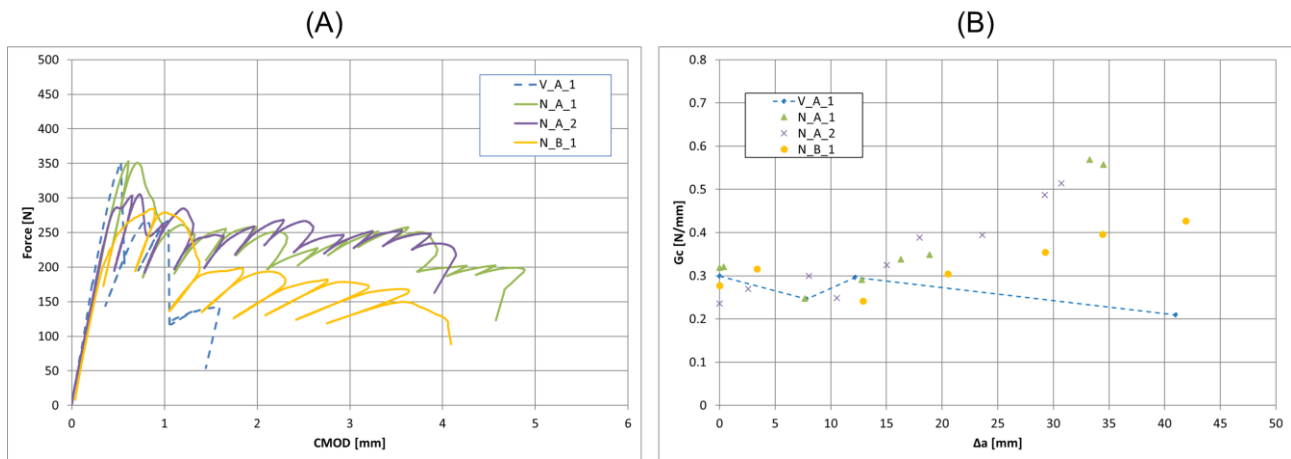 (A)
(B)
500
450
400
350
300
250
200
150
100
50
0
Force [N]
0 1 2 3 4 5 6
CMOD [mm]
V_A_1
N_A_1
N_A_2
N_B_1
0.8
0.7
0.6
0.5
0.4
0.3
0.2
0.1
0
Gc [N/mm]
0 5 10 15 20 25 30 35 40 45 50
Δa [mm]
V_A_1
N_A_1
N_A_2
N_B_1